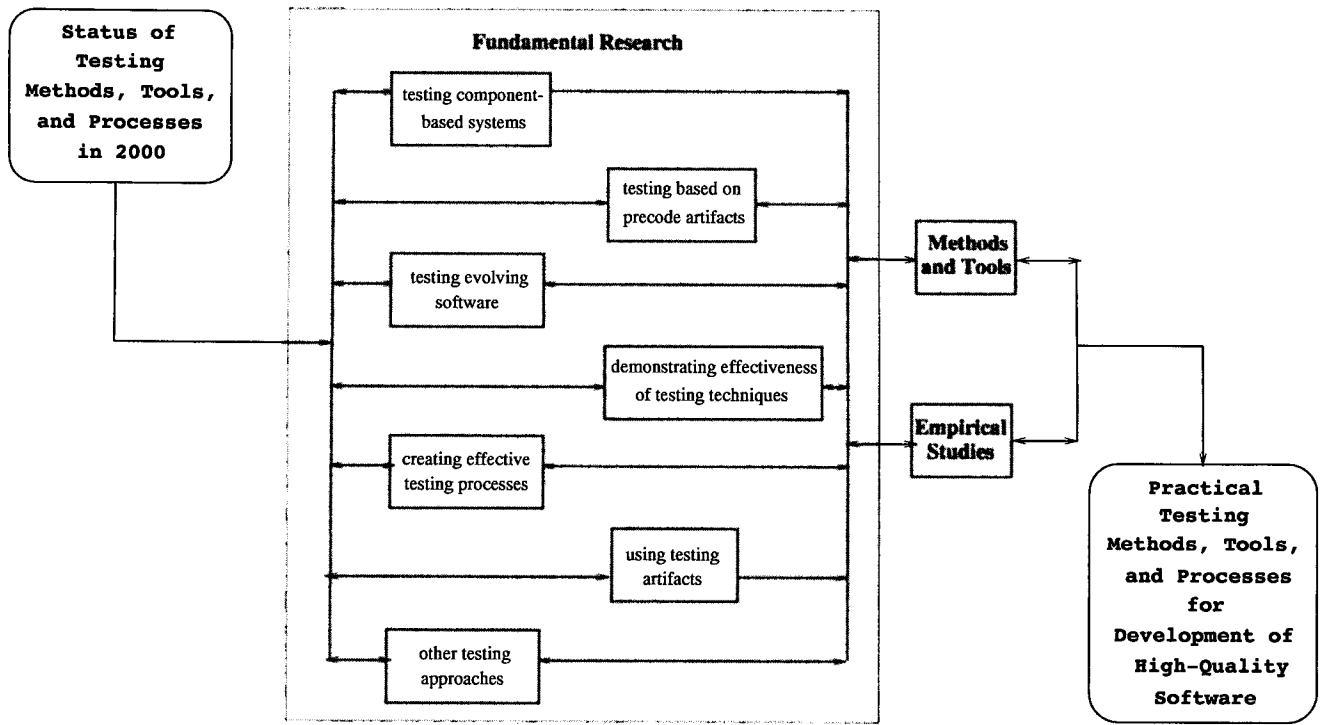 Status of
Testing
Methods, Tools,
and Processes
in 2000
Fundamental Research
testing component-
based systems
testing based on
precode artifacts
testing evolving
software
demonstrating effectiveness
of testing techniques
creating effective
testing processes
using testing
artifacts
other testing
approaches
Methods
and Tools
Empirical
Studies
Practical
Testing
Methods, Tools,
and Processes
for
Development of
High-Quality
Software